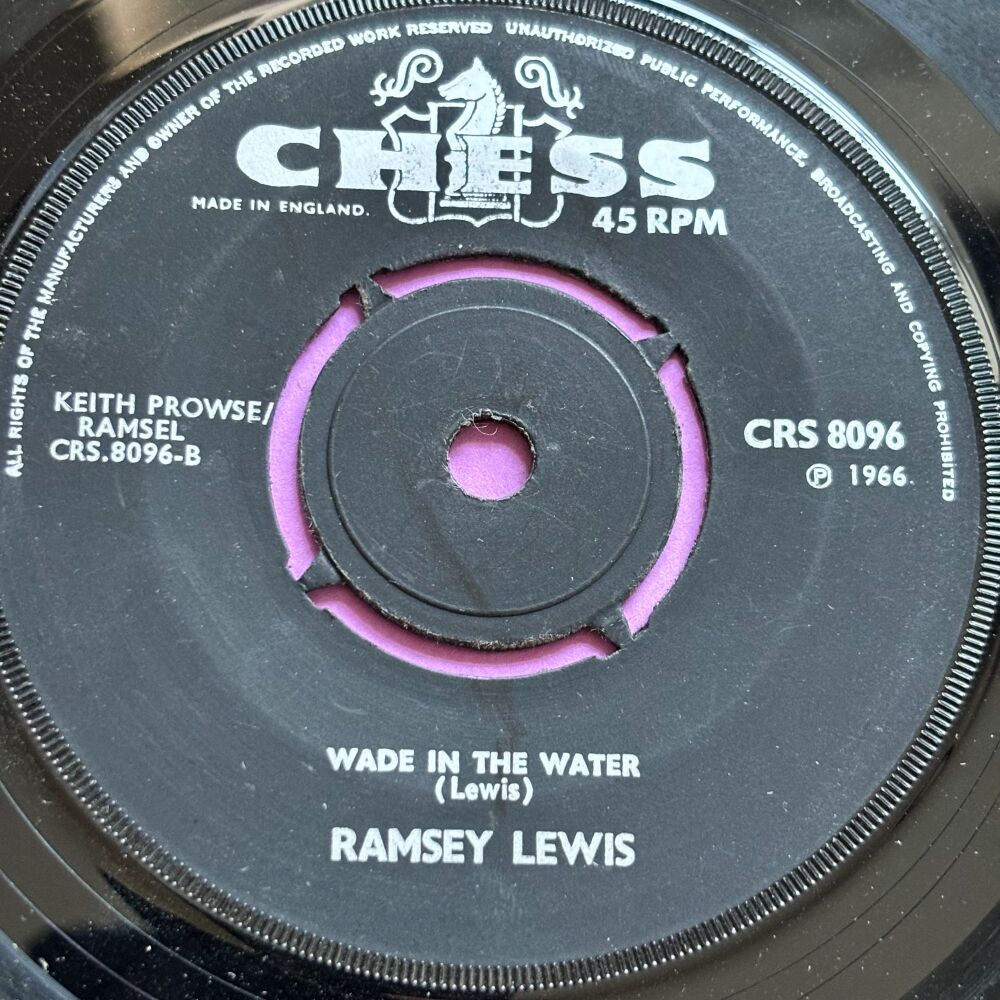 ALL RIGHTS OF THE MANUFACTURERS AND OWNER OF THE RECORDED WORK RESERVED UNAUTHORIZED PUBLIC PERFORMANCE, BROADCASTING AND COPYING PROHIBITED
CHESS
MADE IN ENGLAND.
45 RPM
KEITH PROWSE/
RAMSEL
CRS.8096-B
CRS 8096
Ⓟ 1966.
WADE IN THE WATER
(Lewis)
RAMSEY LEWIS